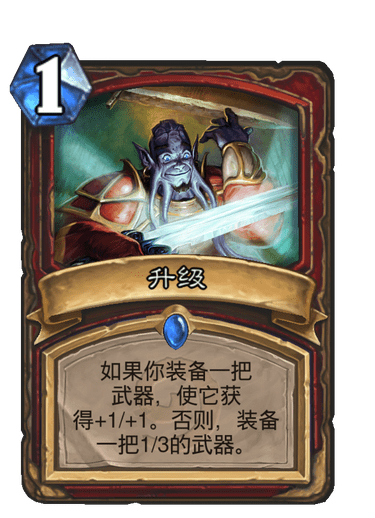 1
升级
如果你装备一把
武器，使它获
得+1/+1。否则，装备
一把1/3的武器。